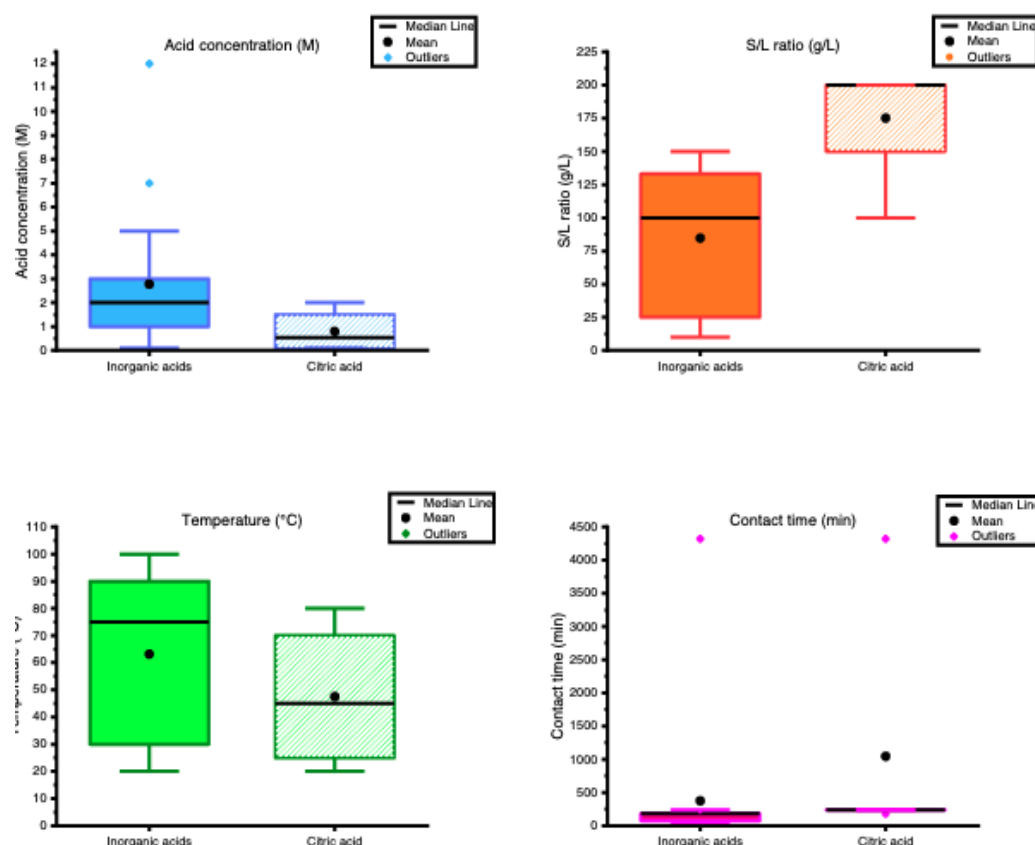 Acid concentration (M)
Median Line
Mean
Outliers
Acid concentration (M)
12
11
10
9
8
7
6
5
4
3
2
1
0
Inorganic acids
Citric acid
S/L ratio (g/L)
Median Line
Mean
Outliers
S/L ratio (g/L)
225
200
175
150
125
100
75
50
25
0
Inorganic acids
Citric acid
Temperature (°C)
Median Line
Mean
Outliers
110
100
90
80
70
60
50
40
30
20
10
0
Inorganic acids
Citric acid
Contact time (min)
Median Line
Mean
Outliers
Contact time (min)
4500
4000
3500
3000
2500
2000
1500
1000
500
0
Inorganic acids
Citric acid